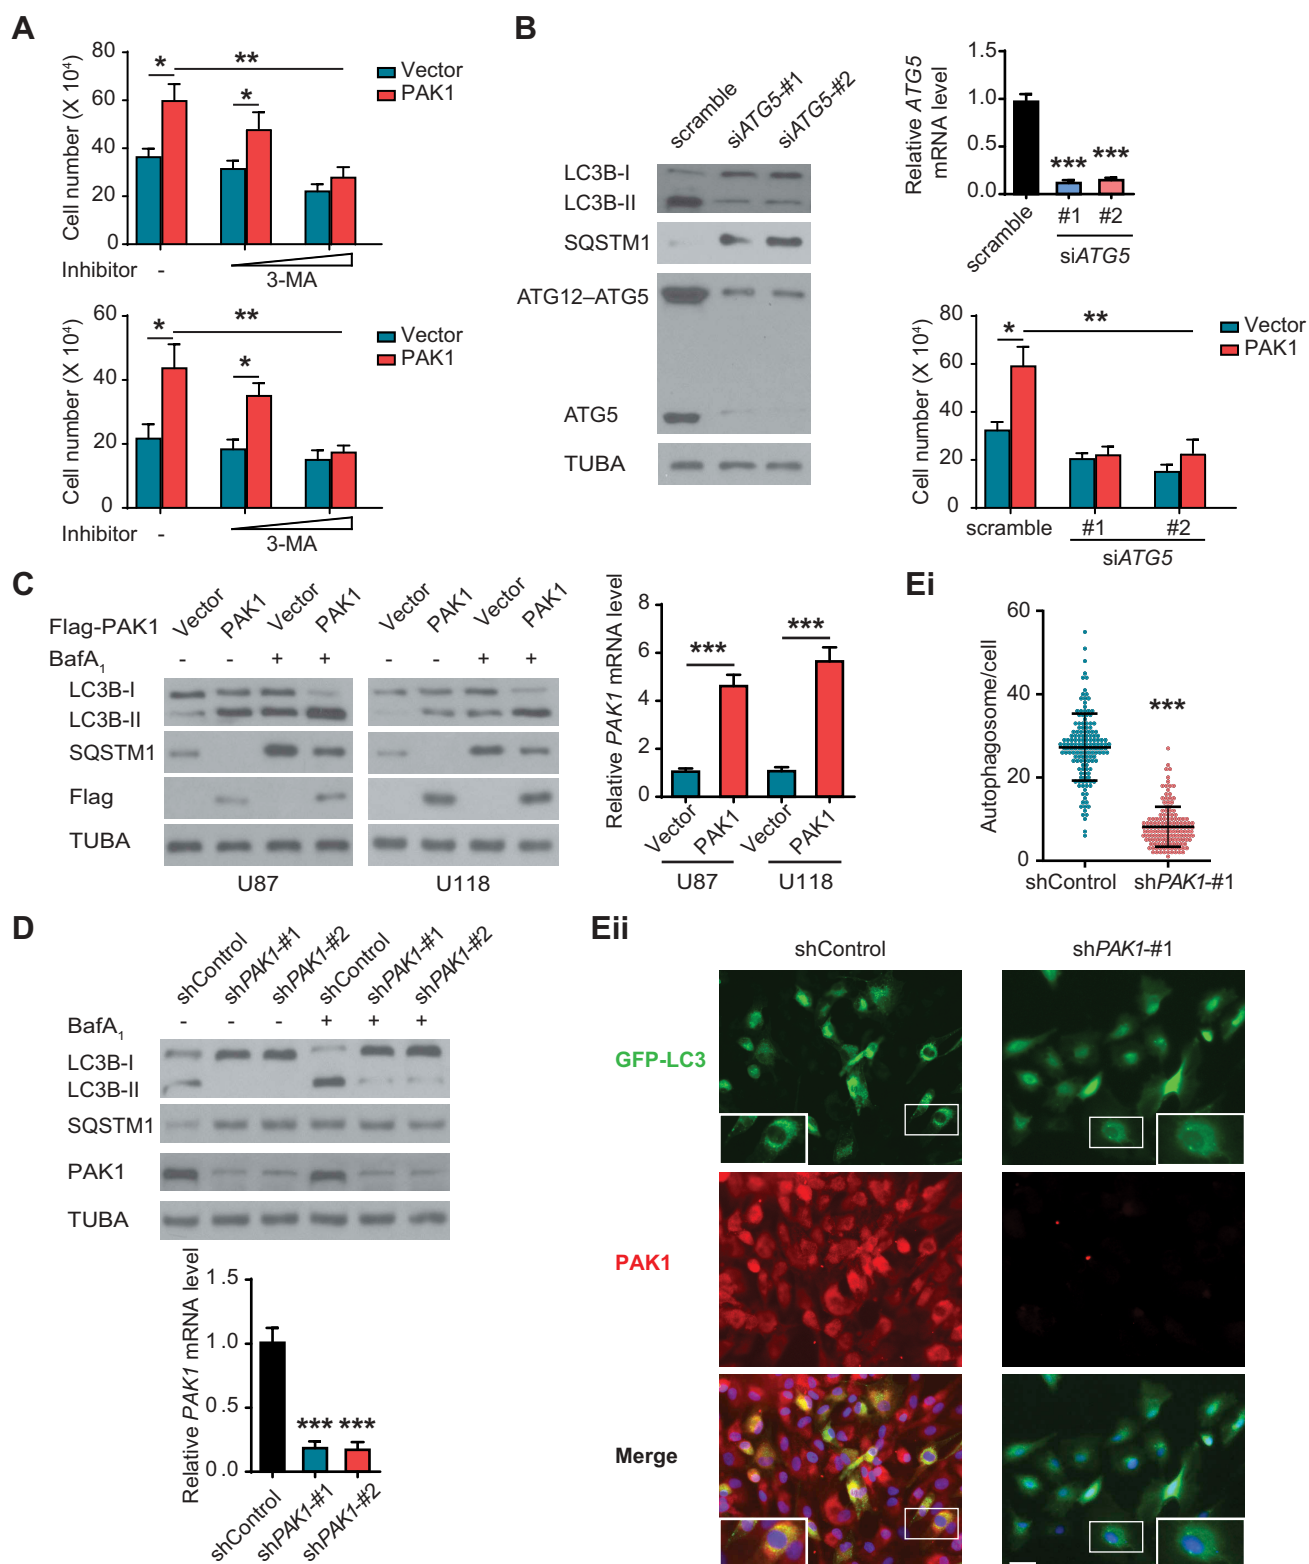 A
80
60
40
20
0
Cell number (X 10⁴)
*
**
*
Vector
PAK1
Inhibitor
-
3-MA
60
40
20
0
Cell number (X 10⁴)
*
**
*
Vector
PAK1
Inhibitor
-
3-MA
B
scramble
siATG5-#1
siATG5-#2
LC3B-I
LC3B-II
SQSTM1
ATG12–ATG5
ATG5
TUBA
1.5
1.0
0.5
0.0
Relative ATG5
mRNA level
*** ***
scramble
#1 #2
siATG5
80
60
40
20
0
Cell number (X 10⁴)
*
**
Vector
PAK1
scramble #1 #2
siATG5
C
Flag-PAK1
Vector PAK1 Vector PAK1 Vector PAK1 Vector PAK1
BafA₁ - - + + - - + +
LC3B-I
LC3B-II
SQSTM1
Flag
TUBA
U87 U118
8
6
4
2
0
Relative PAK1 mRNA level
*** ***
Vector PAK1 Vector PAK1
U87 U118
Ei
60
40
20
0
Autophagosome/cell
***
shControl shPAK1-#1
D
shControl shPAK1-#1 shPAK1-#2 shControl shPAK1-#1 shPAK1-#2
BafA₁ - - - + + +
LC3B-I
LC3B-II
SQSTM1
PAK1
TUBA
1.5
1.0
0.5
0.0
Relative PAK1 mRNA level
*** ***
shControl shPAK1-#1 shPAK1-#2
Eii
shControl shPAK1-#1
GFP-LC3
PAK1
Merge